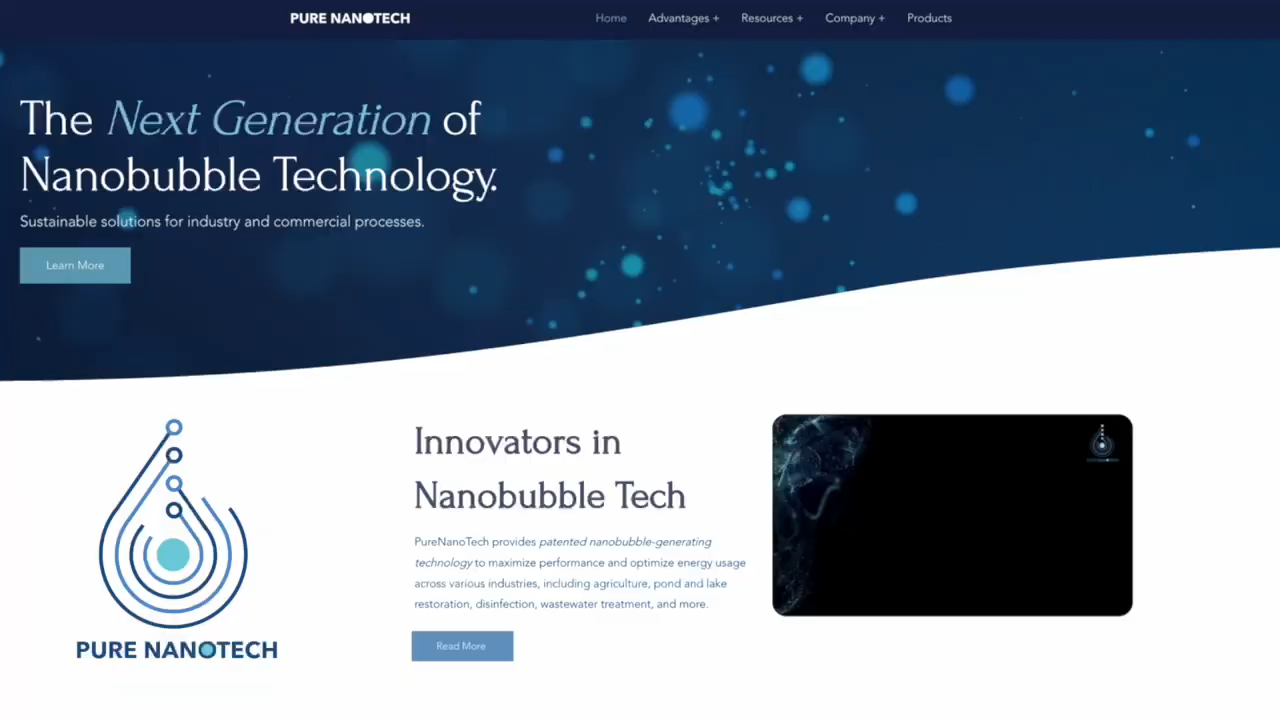 PURE NANOTECH
Home
Advantages +
Resources +
Company +
Products
The Next Generation of
Nanobubble Technology.
Sustainable solutions for industry and commercial processes.
Learn More
PURE NANOTECH
Innovators in
Nanobubble Tech
PureNanoTech provides patented nanobubble-generating
technology to maximize performance and optimize energy usage
across various industries, including agriculture, pond and lake
restoration, disinfection, wastewater treatment, and more.
Read More